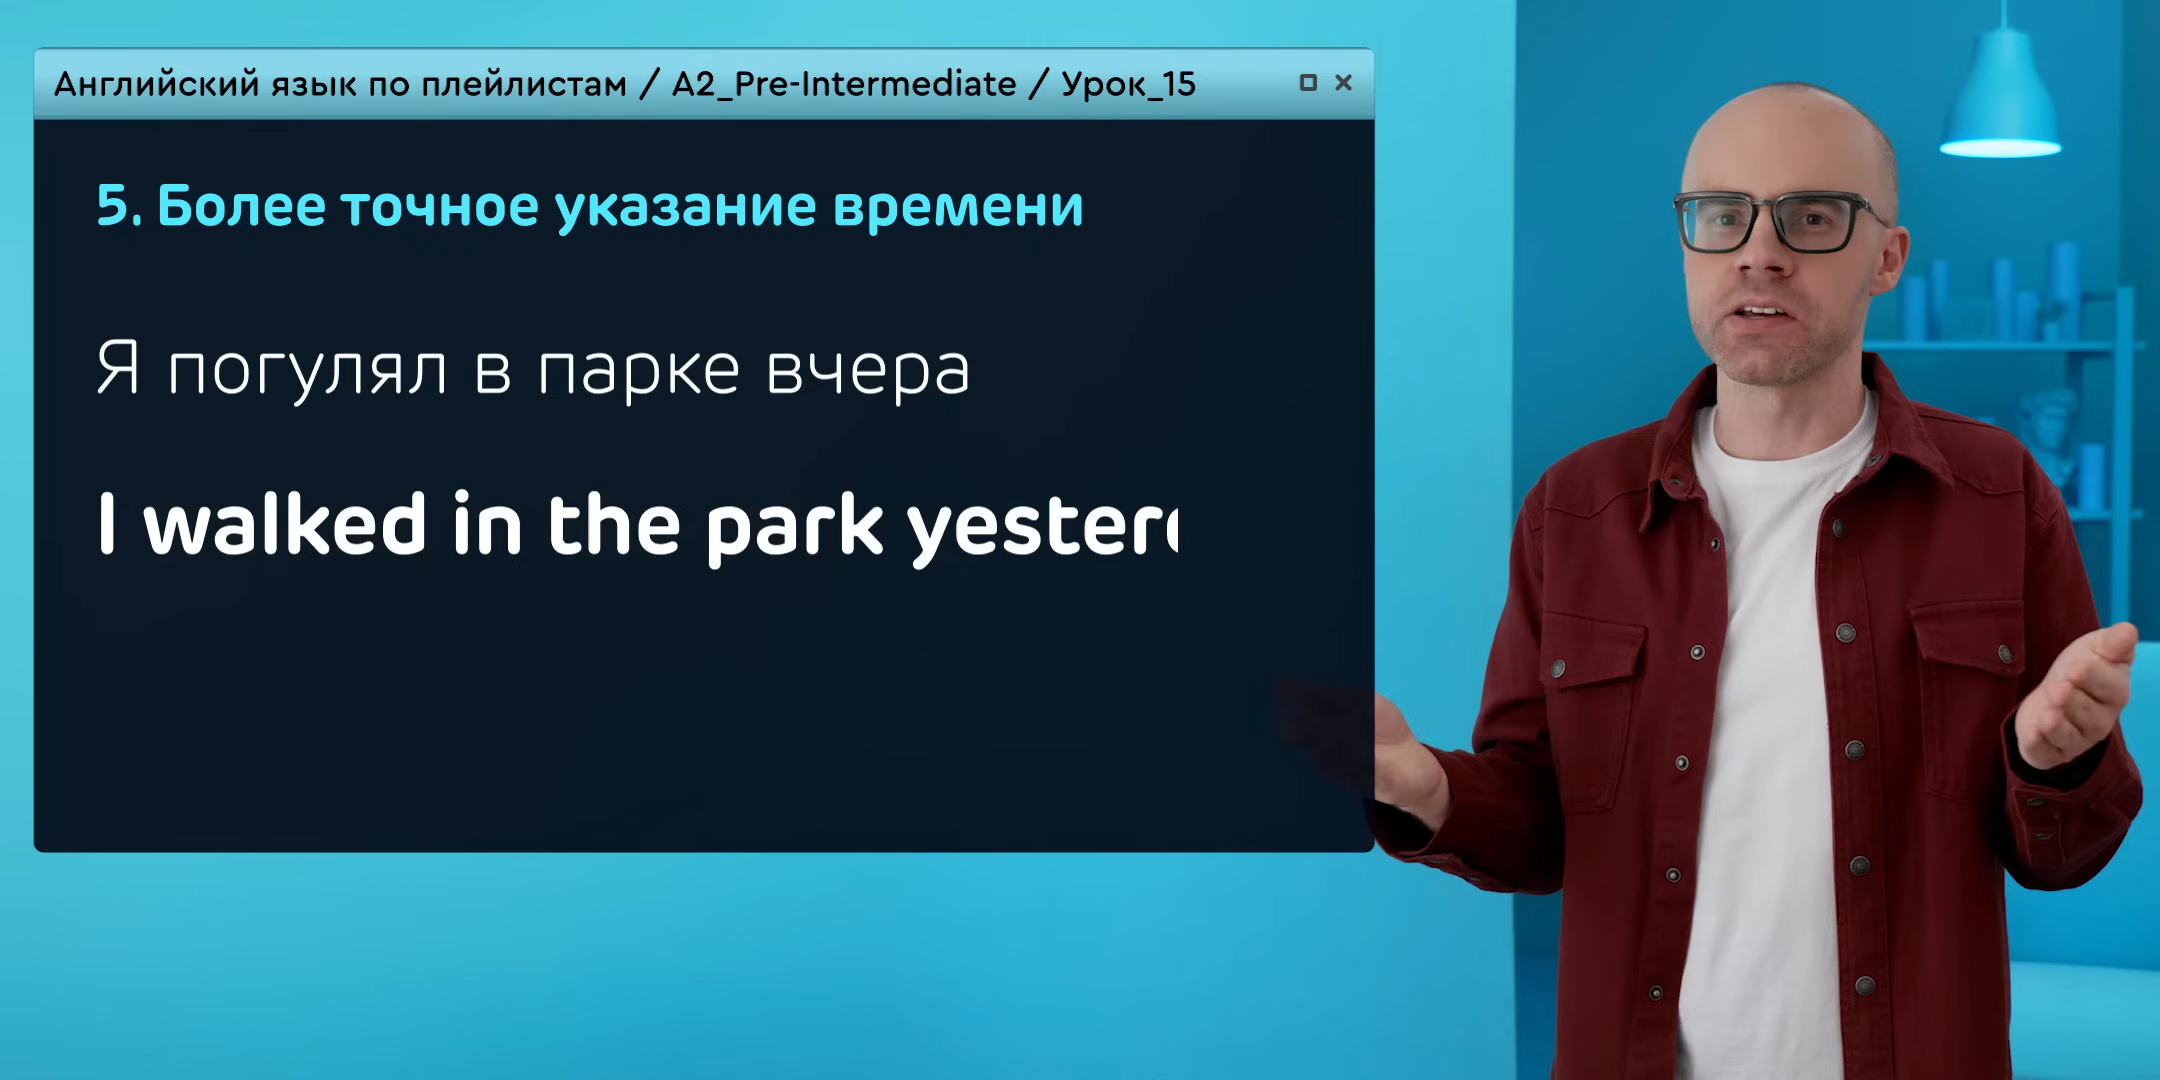 Английский язык по плейлистам / A2_Pre-Intermediate / Урок_15
5. Более точное указание времени
Я погулял в парке вчера
I walked in the park